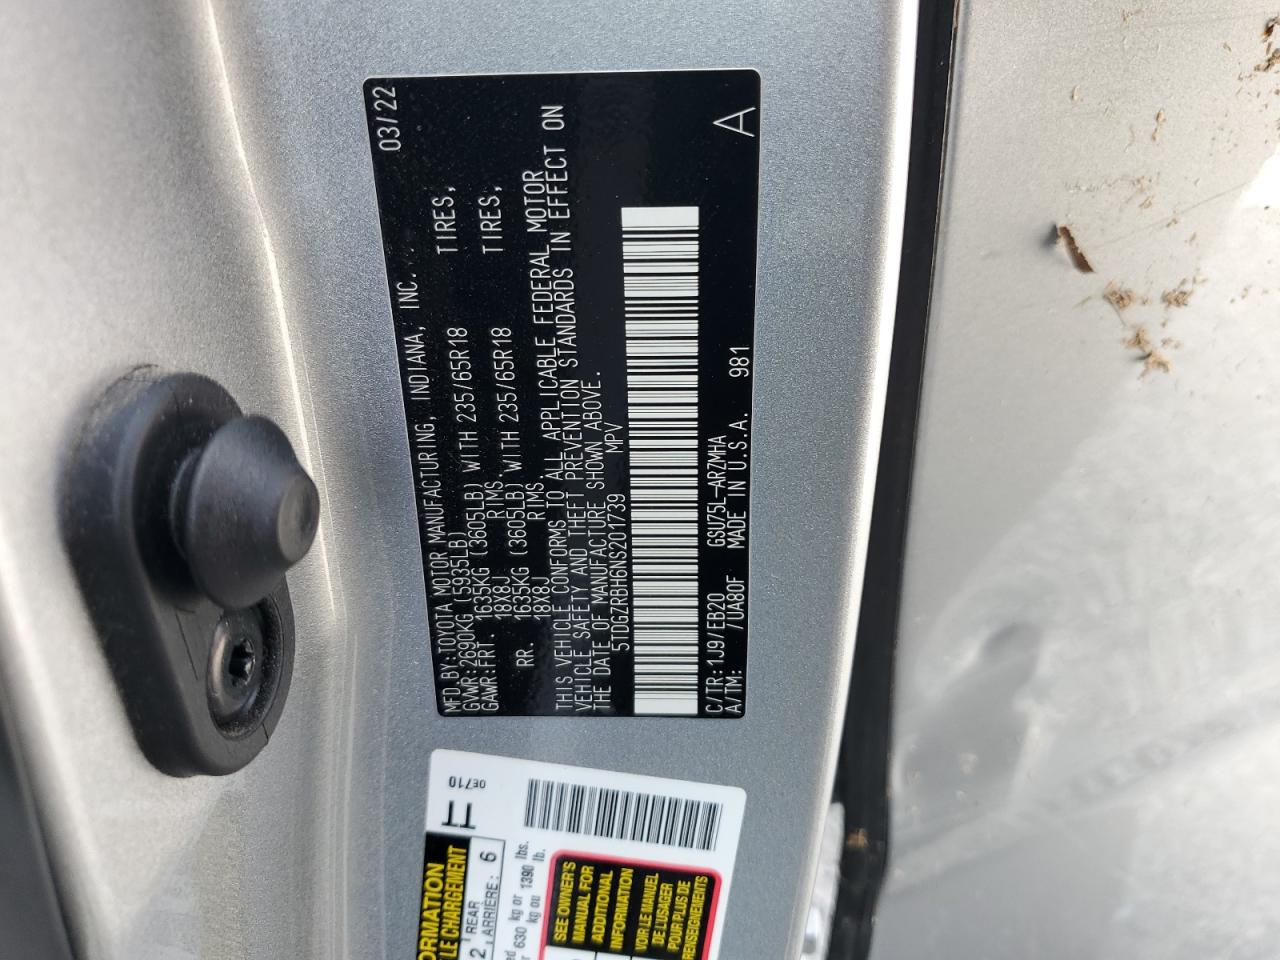 03/22
MFD BY:TOYOTA MOTOR MANUFACTURING, INDIANA, INC.
GVWR:2690KG (5935LB)
GAWR:FRT. 1635KG (3605LB) WITH 235/65R18 TIRES,
18X8J RIMS
RR. 1635KG (3605LB) WITH 235/65R18 TIRES,
18X8J RIMS
THIS VEHICLE CONFORMS TO ALL APPLICABLE FEDERAL MOTOR
VEHICLE SAFETY AND THEFT PREVENTION STANDARDS IN EFFECT ON
THE DATE OF MANUFACTURE SHOWN ABOVE.
5TDGZRBH6NS201739 MPV
C/TR:1J9/EB20 GSU75L-ARZMHA
A/TM: /UA80F MADE IN U.S.A. 981
A
0E710
ORMATION
LE CHARGEMENT
2 REAR
ARRIÈRE: 6
630 kg or 1390 lbs.
kg ou lb.
SEE OWNER'S
MANUAL FOR
ADDITIONAL
INFORMATION
VOIR LE MANUEL
DE L'USAGER
POUR PLUS DE
RENSEIGNEMENTS